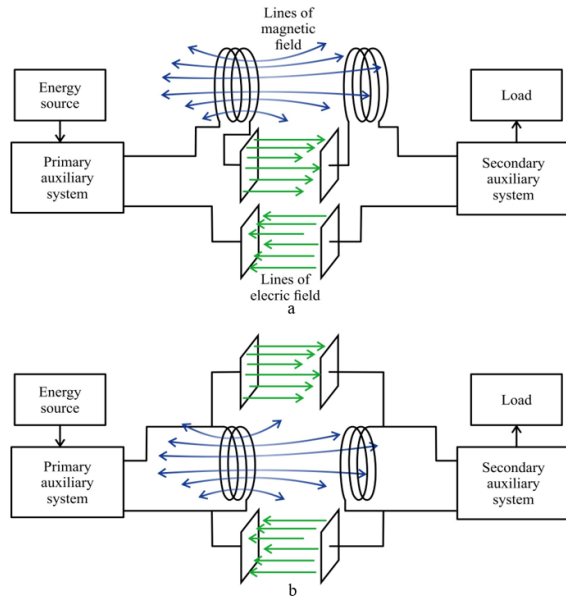 Lines of
magnetic
field
Energy
source
Load
Primary
auxiliary
system
Secondary
auxiliary
system
Lines of
elecric field
a
Energy
source
Load
Primary
auxiliary
system
Secondary
auxiliary
system
b